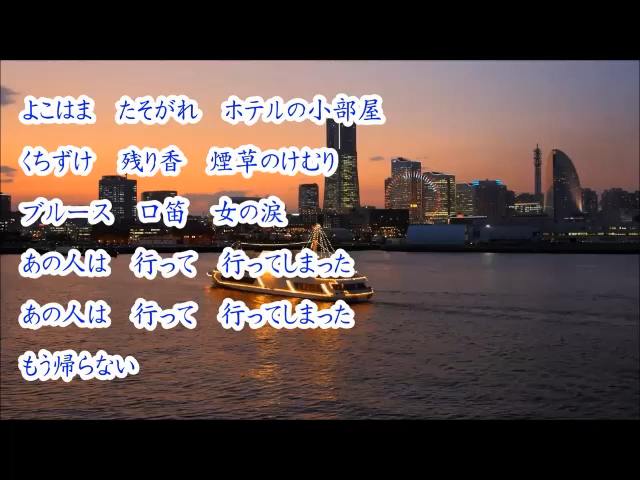 よこはま　たそがれ　ホテルの小部屋
くちずけ　残り香　煙草のけむり
ブルース　口笛　女の涙
あの人は　行って　行ってしまった
あの人は　行って　行ってしまった
もう帰らない